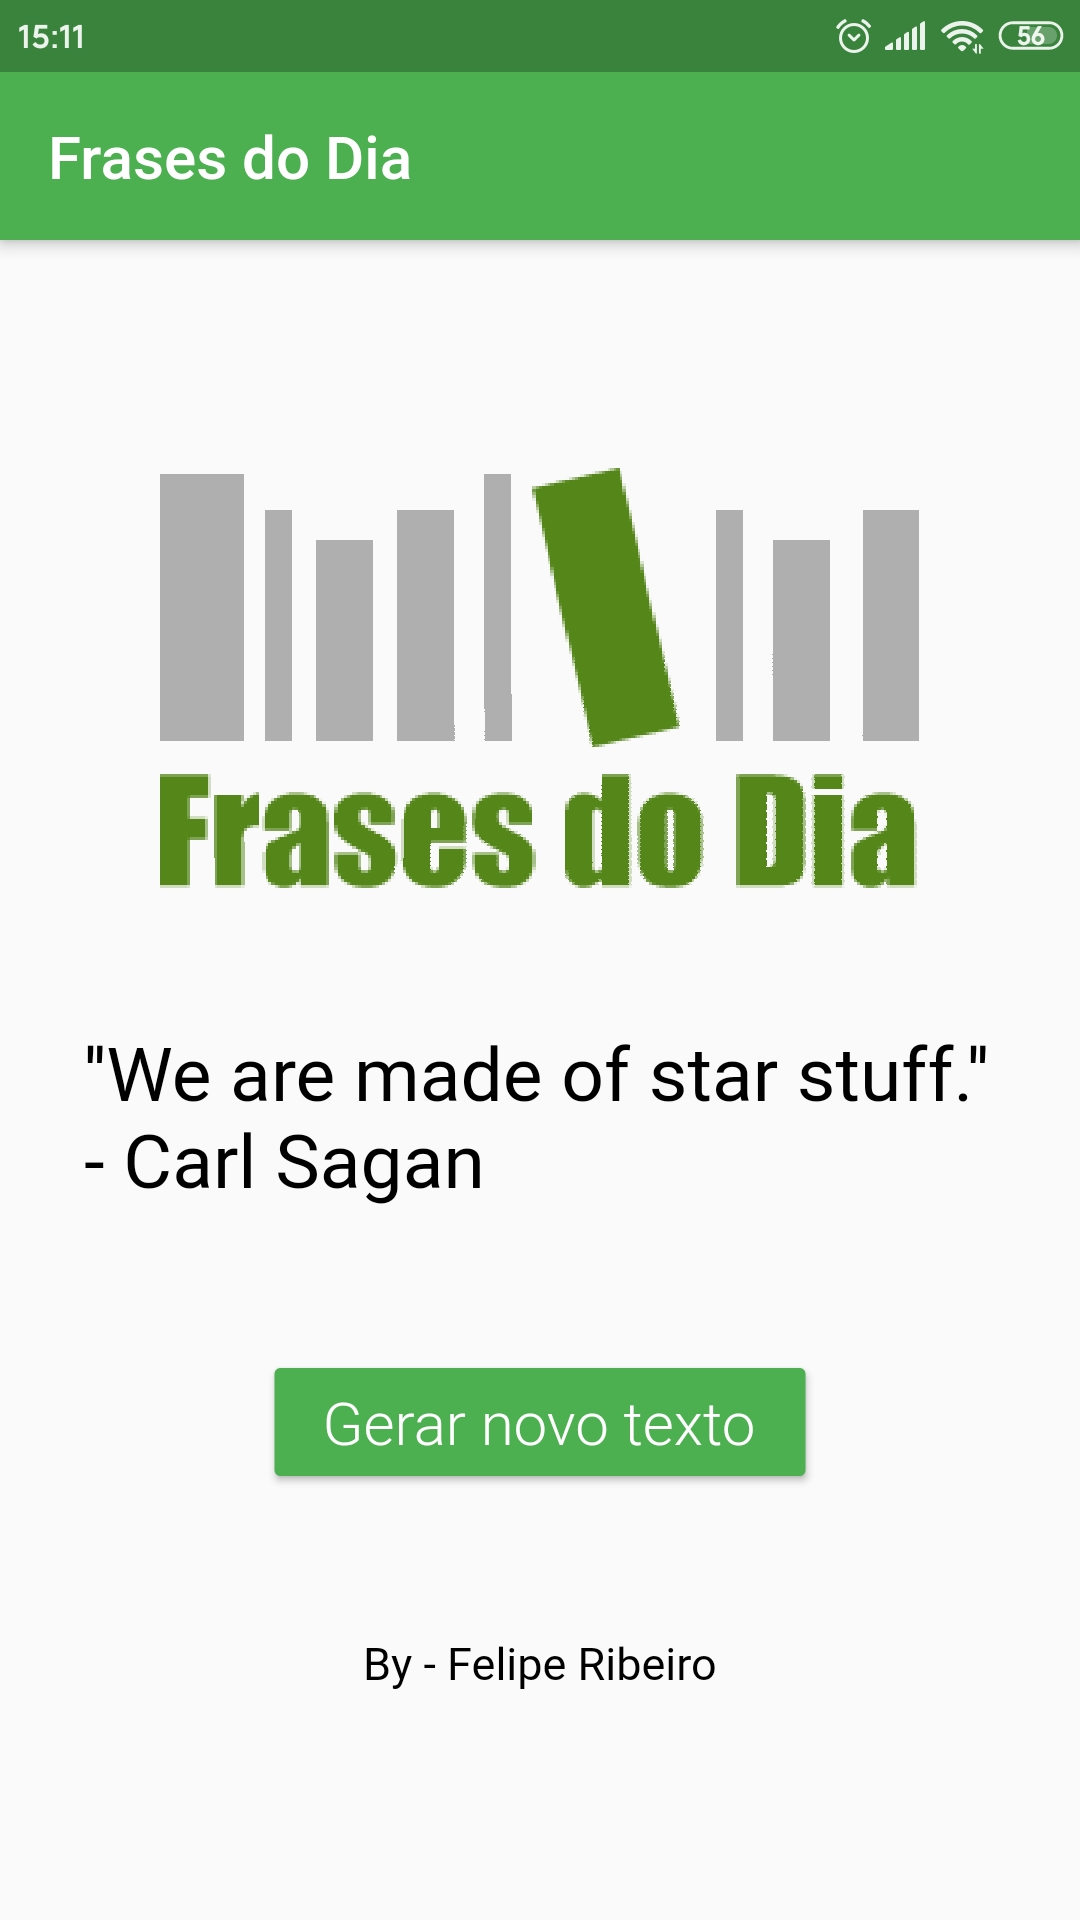 15:11
56
Frases do Dia
Frases do Dia
"We are made of star stuff."
- Carl Sagan
Gerar novo texto
By - Felipe Ribeiro